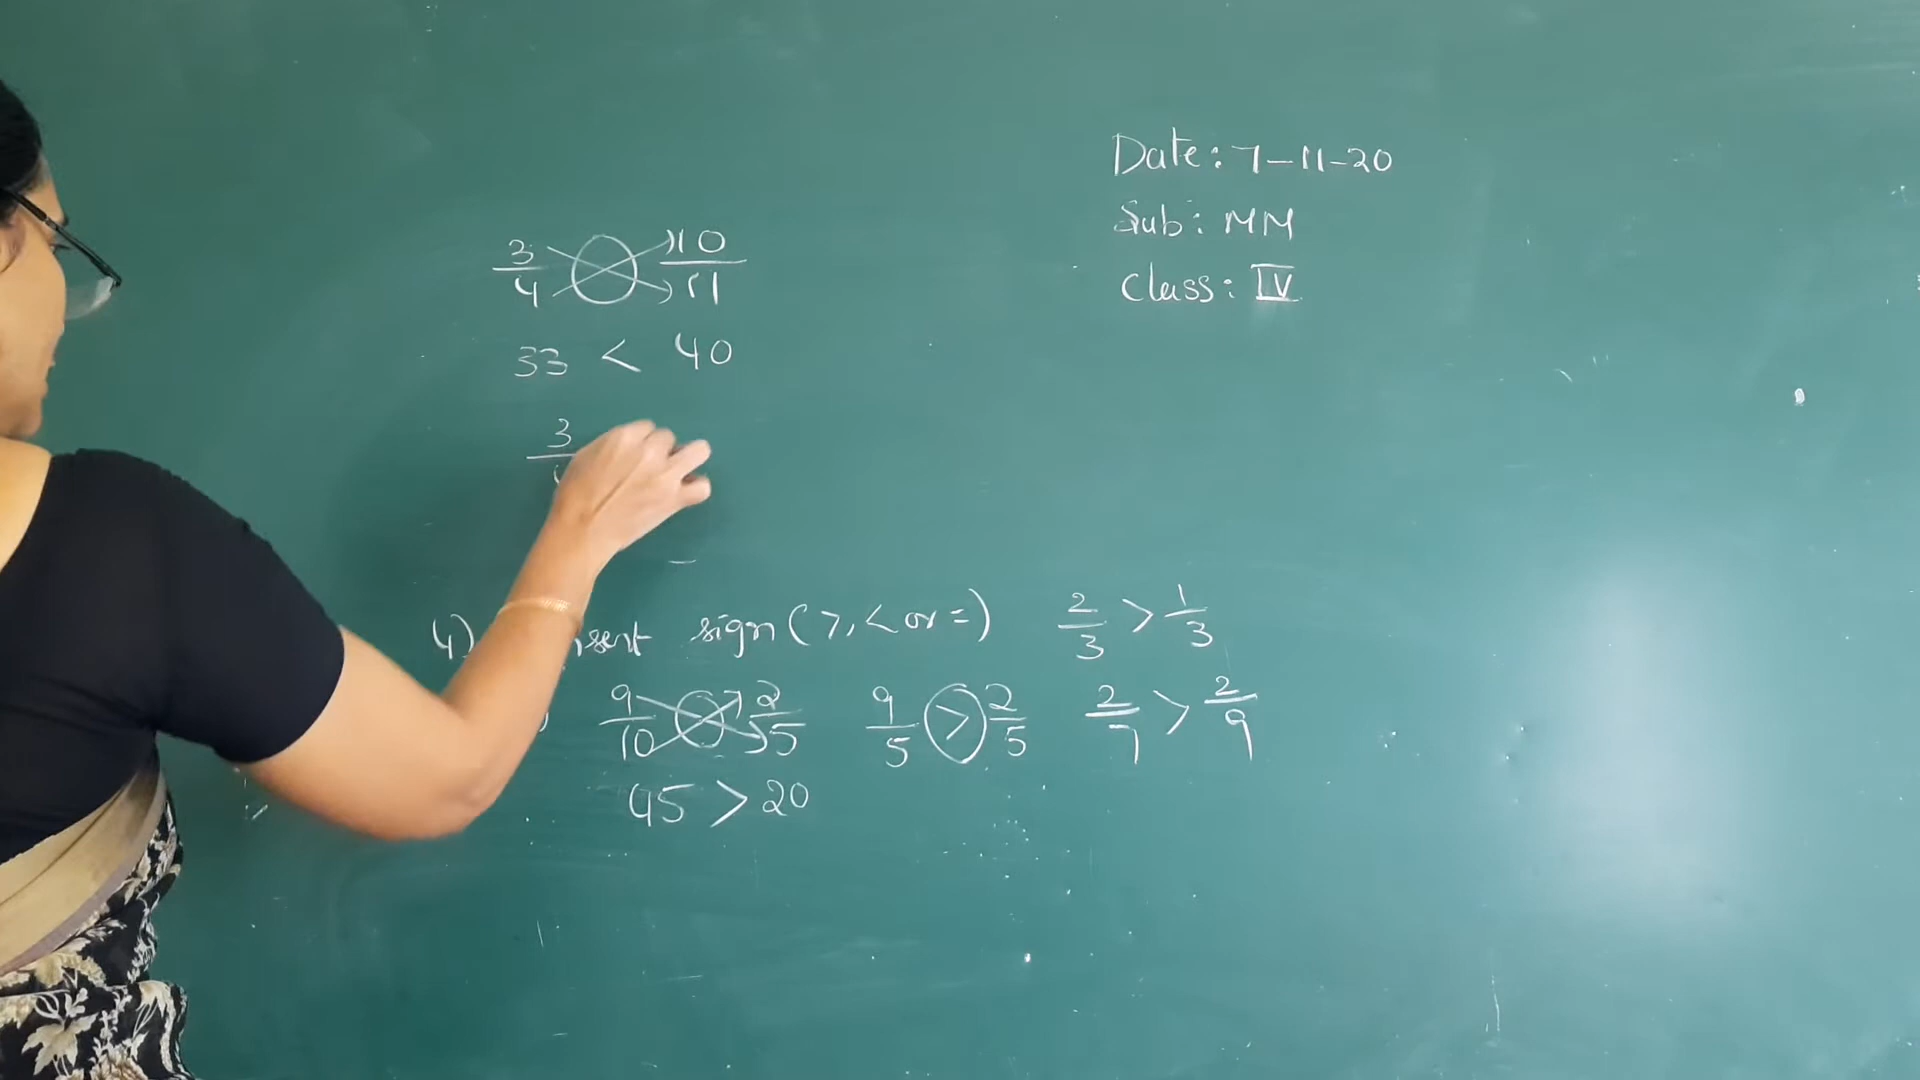 Date: 7-11-20
Sub: MM
Class: IV
3/4 ○ 10/11
33 < 40
3
4) sign (>, < or =) 2/3 > 1/3
9/10 ○ 2/5 9/5 > 2/5 2/7 > 2/9
45 > 20